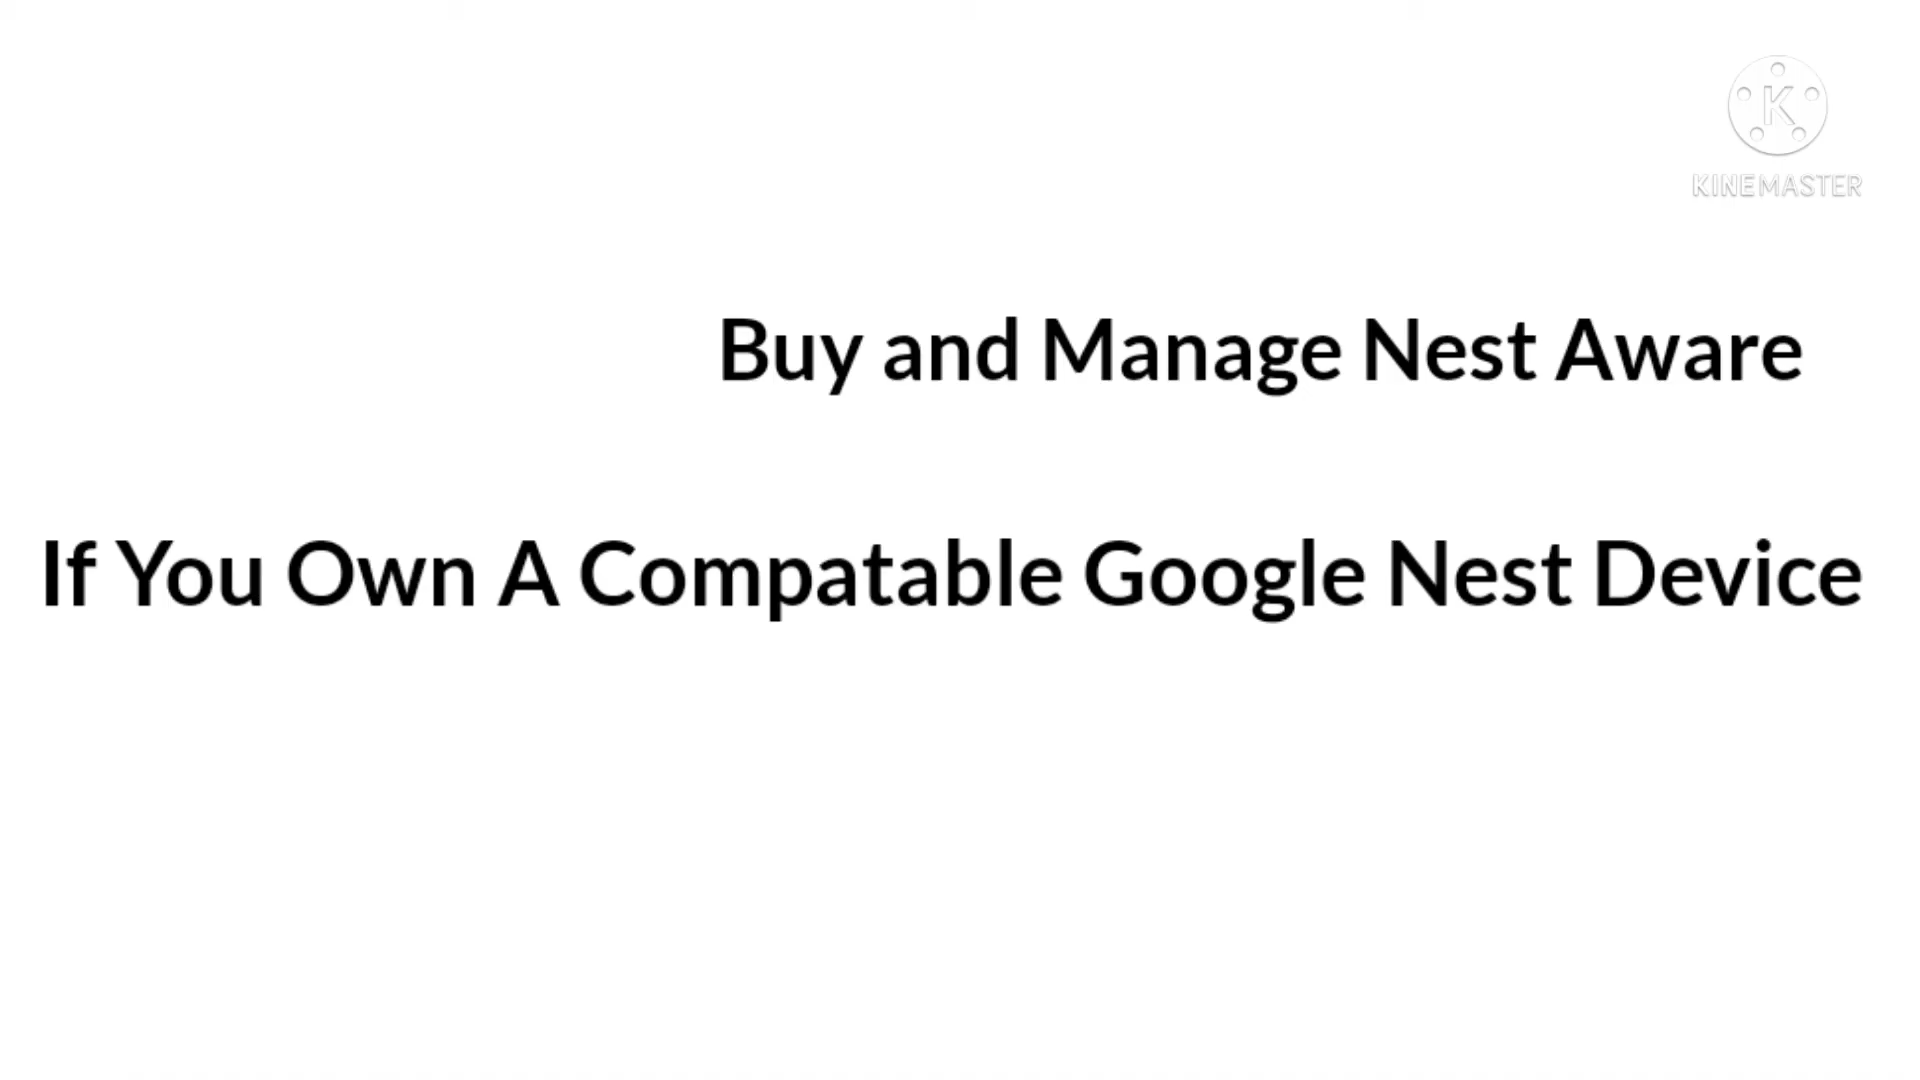 K
KINEMASTER
Buy and Manage Nest Aware
If You Own A Compatable Google Nest Device